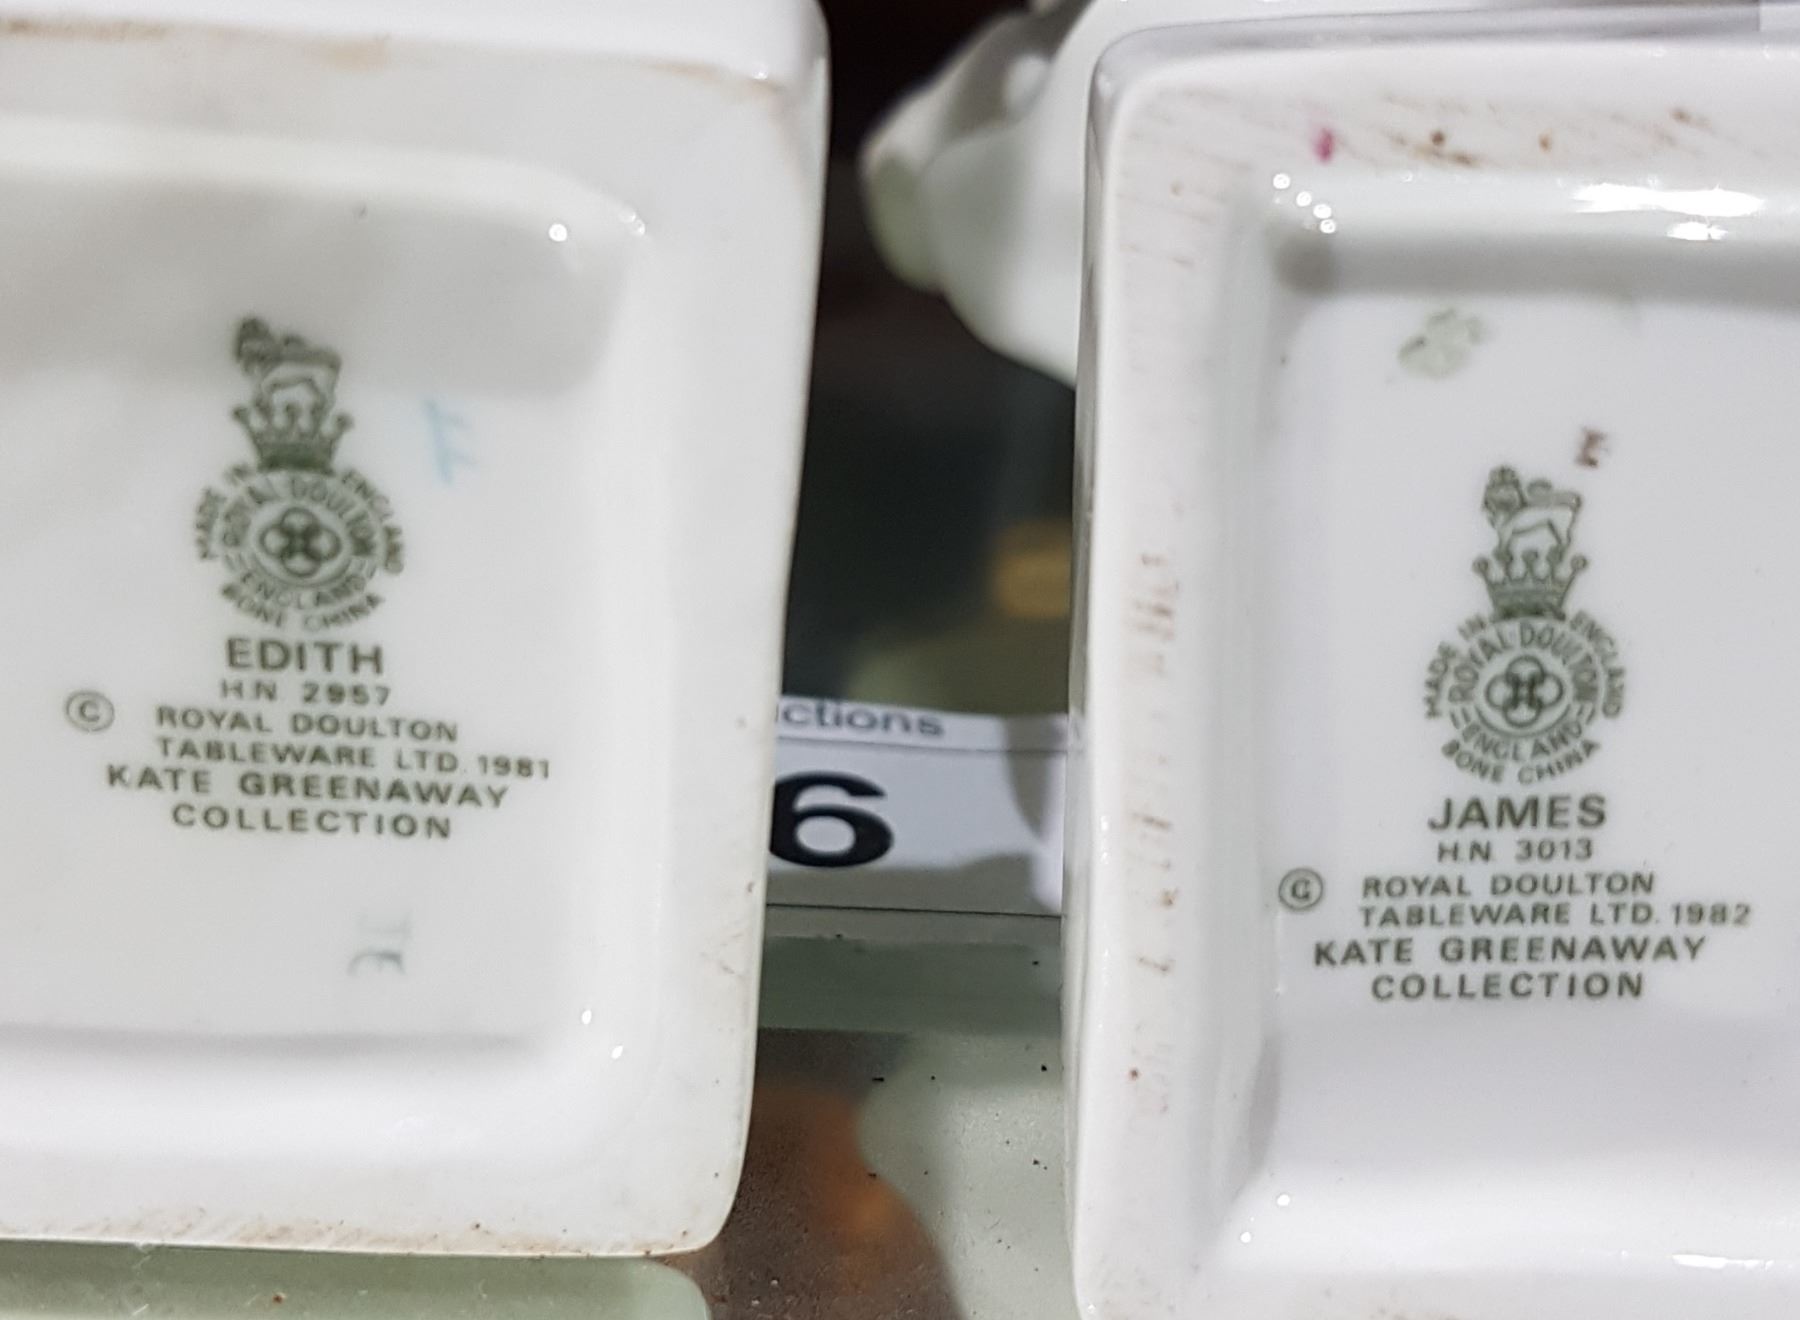 MADE IN ENGLAND
ROYAL DOULTON
ENGLAND
BONE CHINA
EDITH
H.N 2957
© ROYAL DOULTON
TABLEWARE LTD. 1981
KATE GREENAWAY
COLLECTION
ctions
6
MADE IN ENGLAND
ROYAL DOULTON
ENGLAND
BONE CHINA
JAMES
H.N. 3013
© ROYAL DOULTON
TABLEWARE LTD. 1982
KATE GREENAWAY
COLLECTION